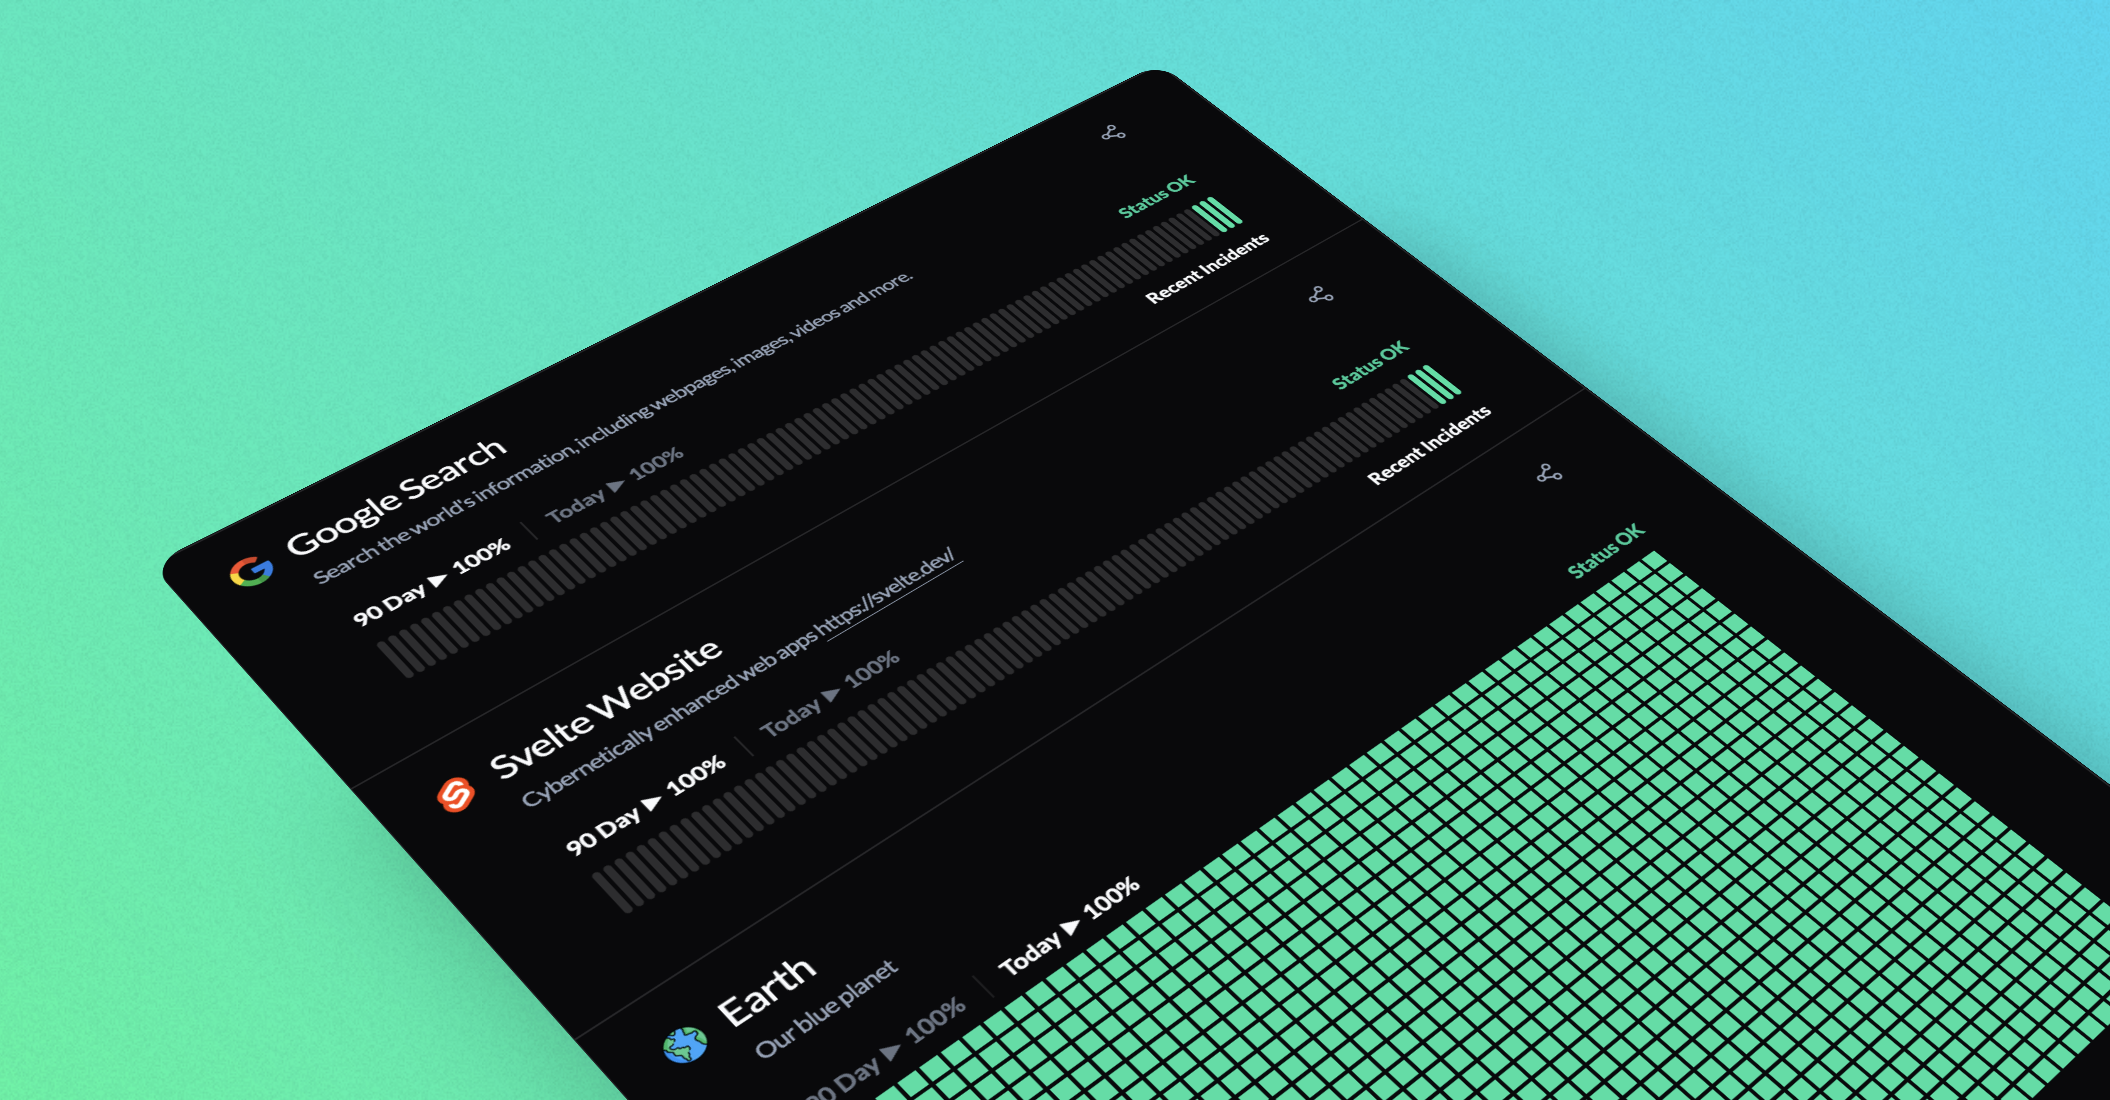 Google Search
Search the world's information, including webpages, images, videos and more.
90 Day ▶ 100%
Today ▶ 100%
Status OK
Recent Incidents
Svelte Website
Cybernetically enhanced web apps https://svelte.dev/
90 Day ▶ 100%
Today ▶ 100%
Status OK
Recent Incidents
Earth
Our blue planet
90 Day ▶ 100%
Today ▶ 100%
Status OK